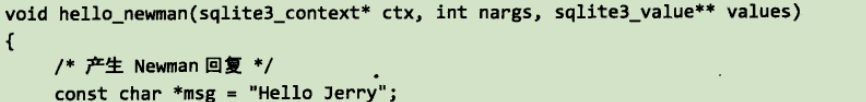 void hello_newman(sqlite3_context* ctx, int nargs, sqlite3_value** values)
{
/* 产生 Newman 回复 */
const char *msg = "Hello Jerry";